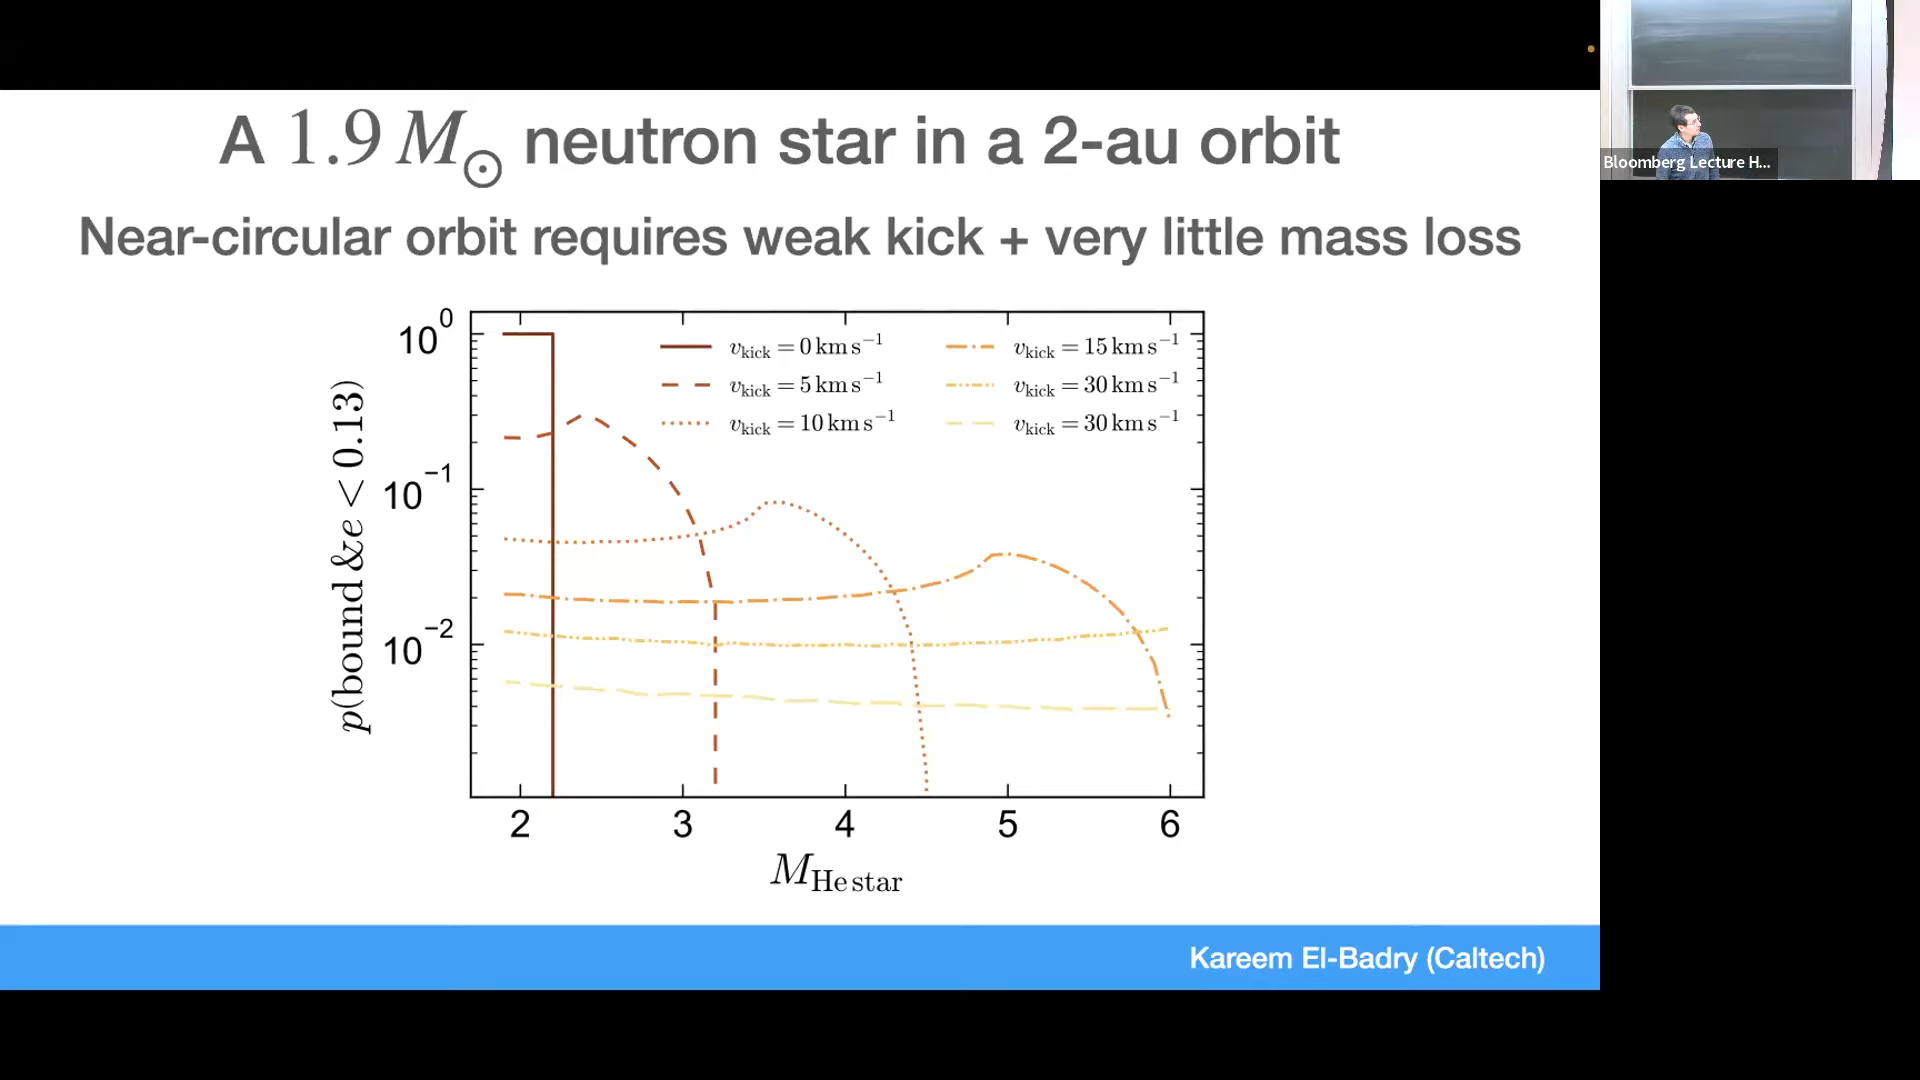 A 1.9 M⊙ neutron star in a 2-au orbit
Near-circular orbit requires weak kick + very little mass loss
p(bound & e < 0.13)
10^0
10^−1
10^−2
v_kick = 0 km s^−1
v_kick = 5 km s^−1
v_kick = 10 km s^−1
v_kick = 15 km s^−1
v_kick = 30 km s^−1
v_kick = 30 km s^−1
2 3 4 5 6
M_He star
Kareem El-Badry (Caltech)
Bloomberg Lecture H...